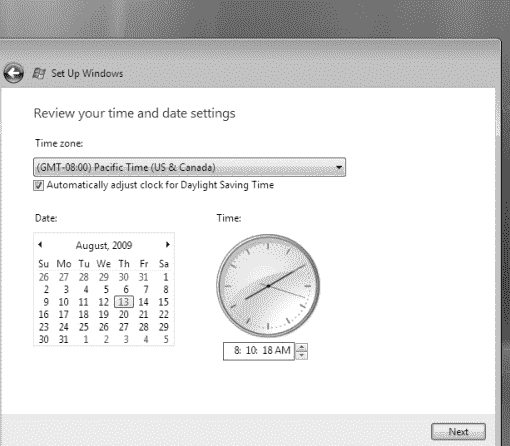 Set Up Windows
Review your time and date settings
Time zone:
(GMT-08:00) Pacific Time (US & Canada)
Automatically adjust clock for Daylight Saving Time
Date:
Time:
August, 2009
Su Mo Tu We Th Fr Sa
26 27 28 29 30 31 1
2 3 4 5 6 7 8
9 10 11 12 13 14 15
16 17 18 19 20 21 22
23 24 25 26 27 28 29
30 31 1 2 3 4 5
8: 10: 18 AM
Next